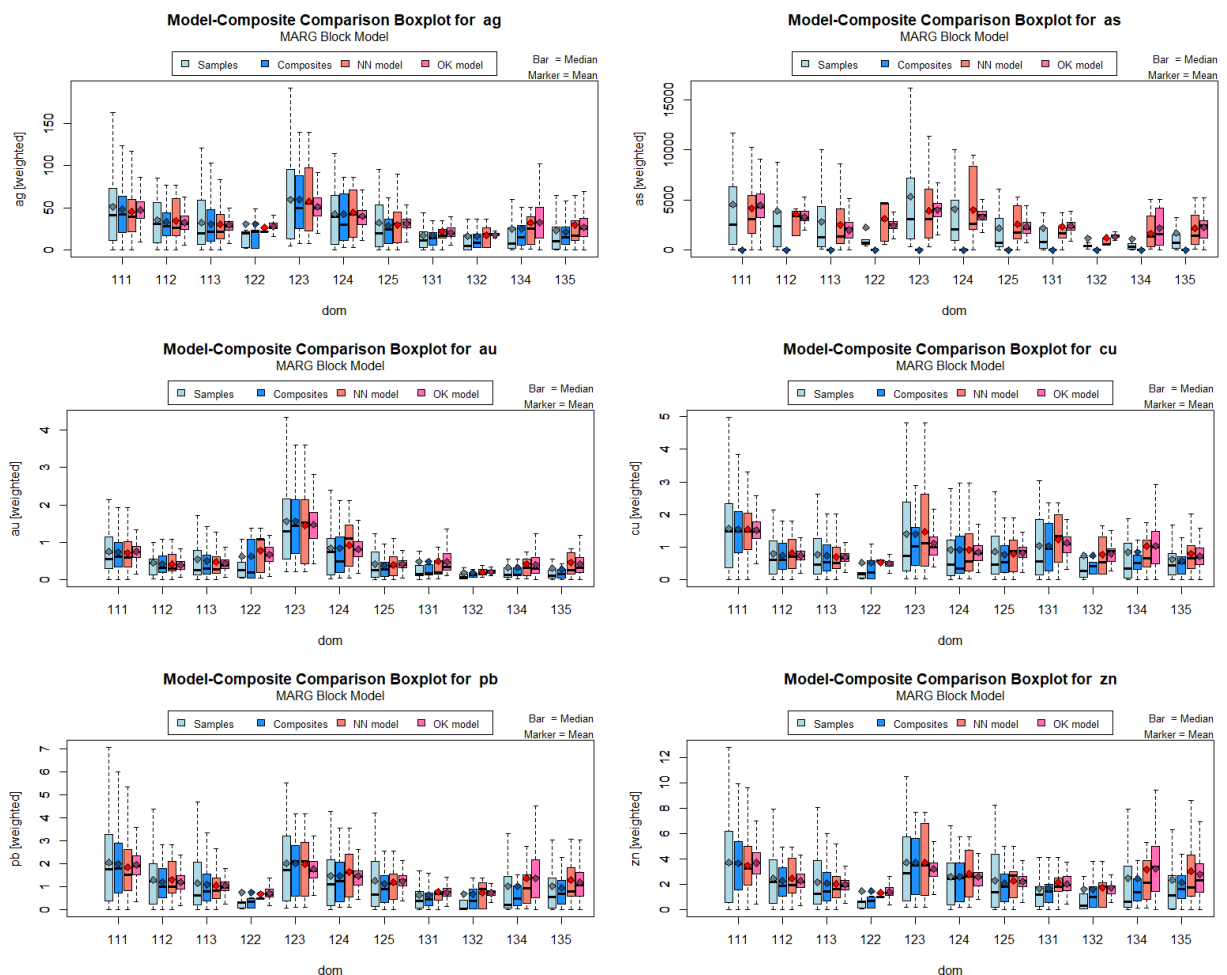 Model-Composite Comparison Boxplot for ag
MARG Block Model
Bar = Median
Marker = Mean
Samples Composites NN model OK model
ag [weighted]
0 50 100 150
111 112 113 122 123 124 125 131 132 134 135
dom
Model-Composite Comparison Boxplot for as
MARG Block Model
Bar = Median
Marker = Mean
Samples Composites NN model OK model
as [weighted]
0 5000 10000 15000
111 112 113 122 123 124 125 131 132 134 135
dom
Model-Composite Comparison Boxplot for au
MARG Block Model
Bar = Median
Marker = Mean
Samples Composites NN model OK model
au [weighted]
0 1 2 3 4
111 112 113 122 123 124 125 131 132 134 135
dom
Model-Composite Comparison Boxplot for cu
MARG Block Model
Bar = Median
Marker = Mean
Samples Composites NN model OK model
cu [weighted]
0 1 2 3 4 5
111 112 113 122 123 124 125 131 132 134 135
dom
Model-Composite Comparison Boxplot for pb
MARG Block Model
Bar = Median
Marker = Mean
Samples Composites NN model OK model
pb [weighted]
0 1 2 3 4 5 6 7
111 112 113 122 123 124 125 131 132 134 135
dom
Model-Composite Comparison Boxplot for zn
MARG Block Model
Bar = Median
Marker = Mean
Samples Composites NN model OK model
zn [weighted]
0 2 4 6 8 10 12
111 112 113 122 123 124 125 131 132 134 135
dom